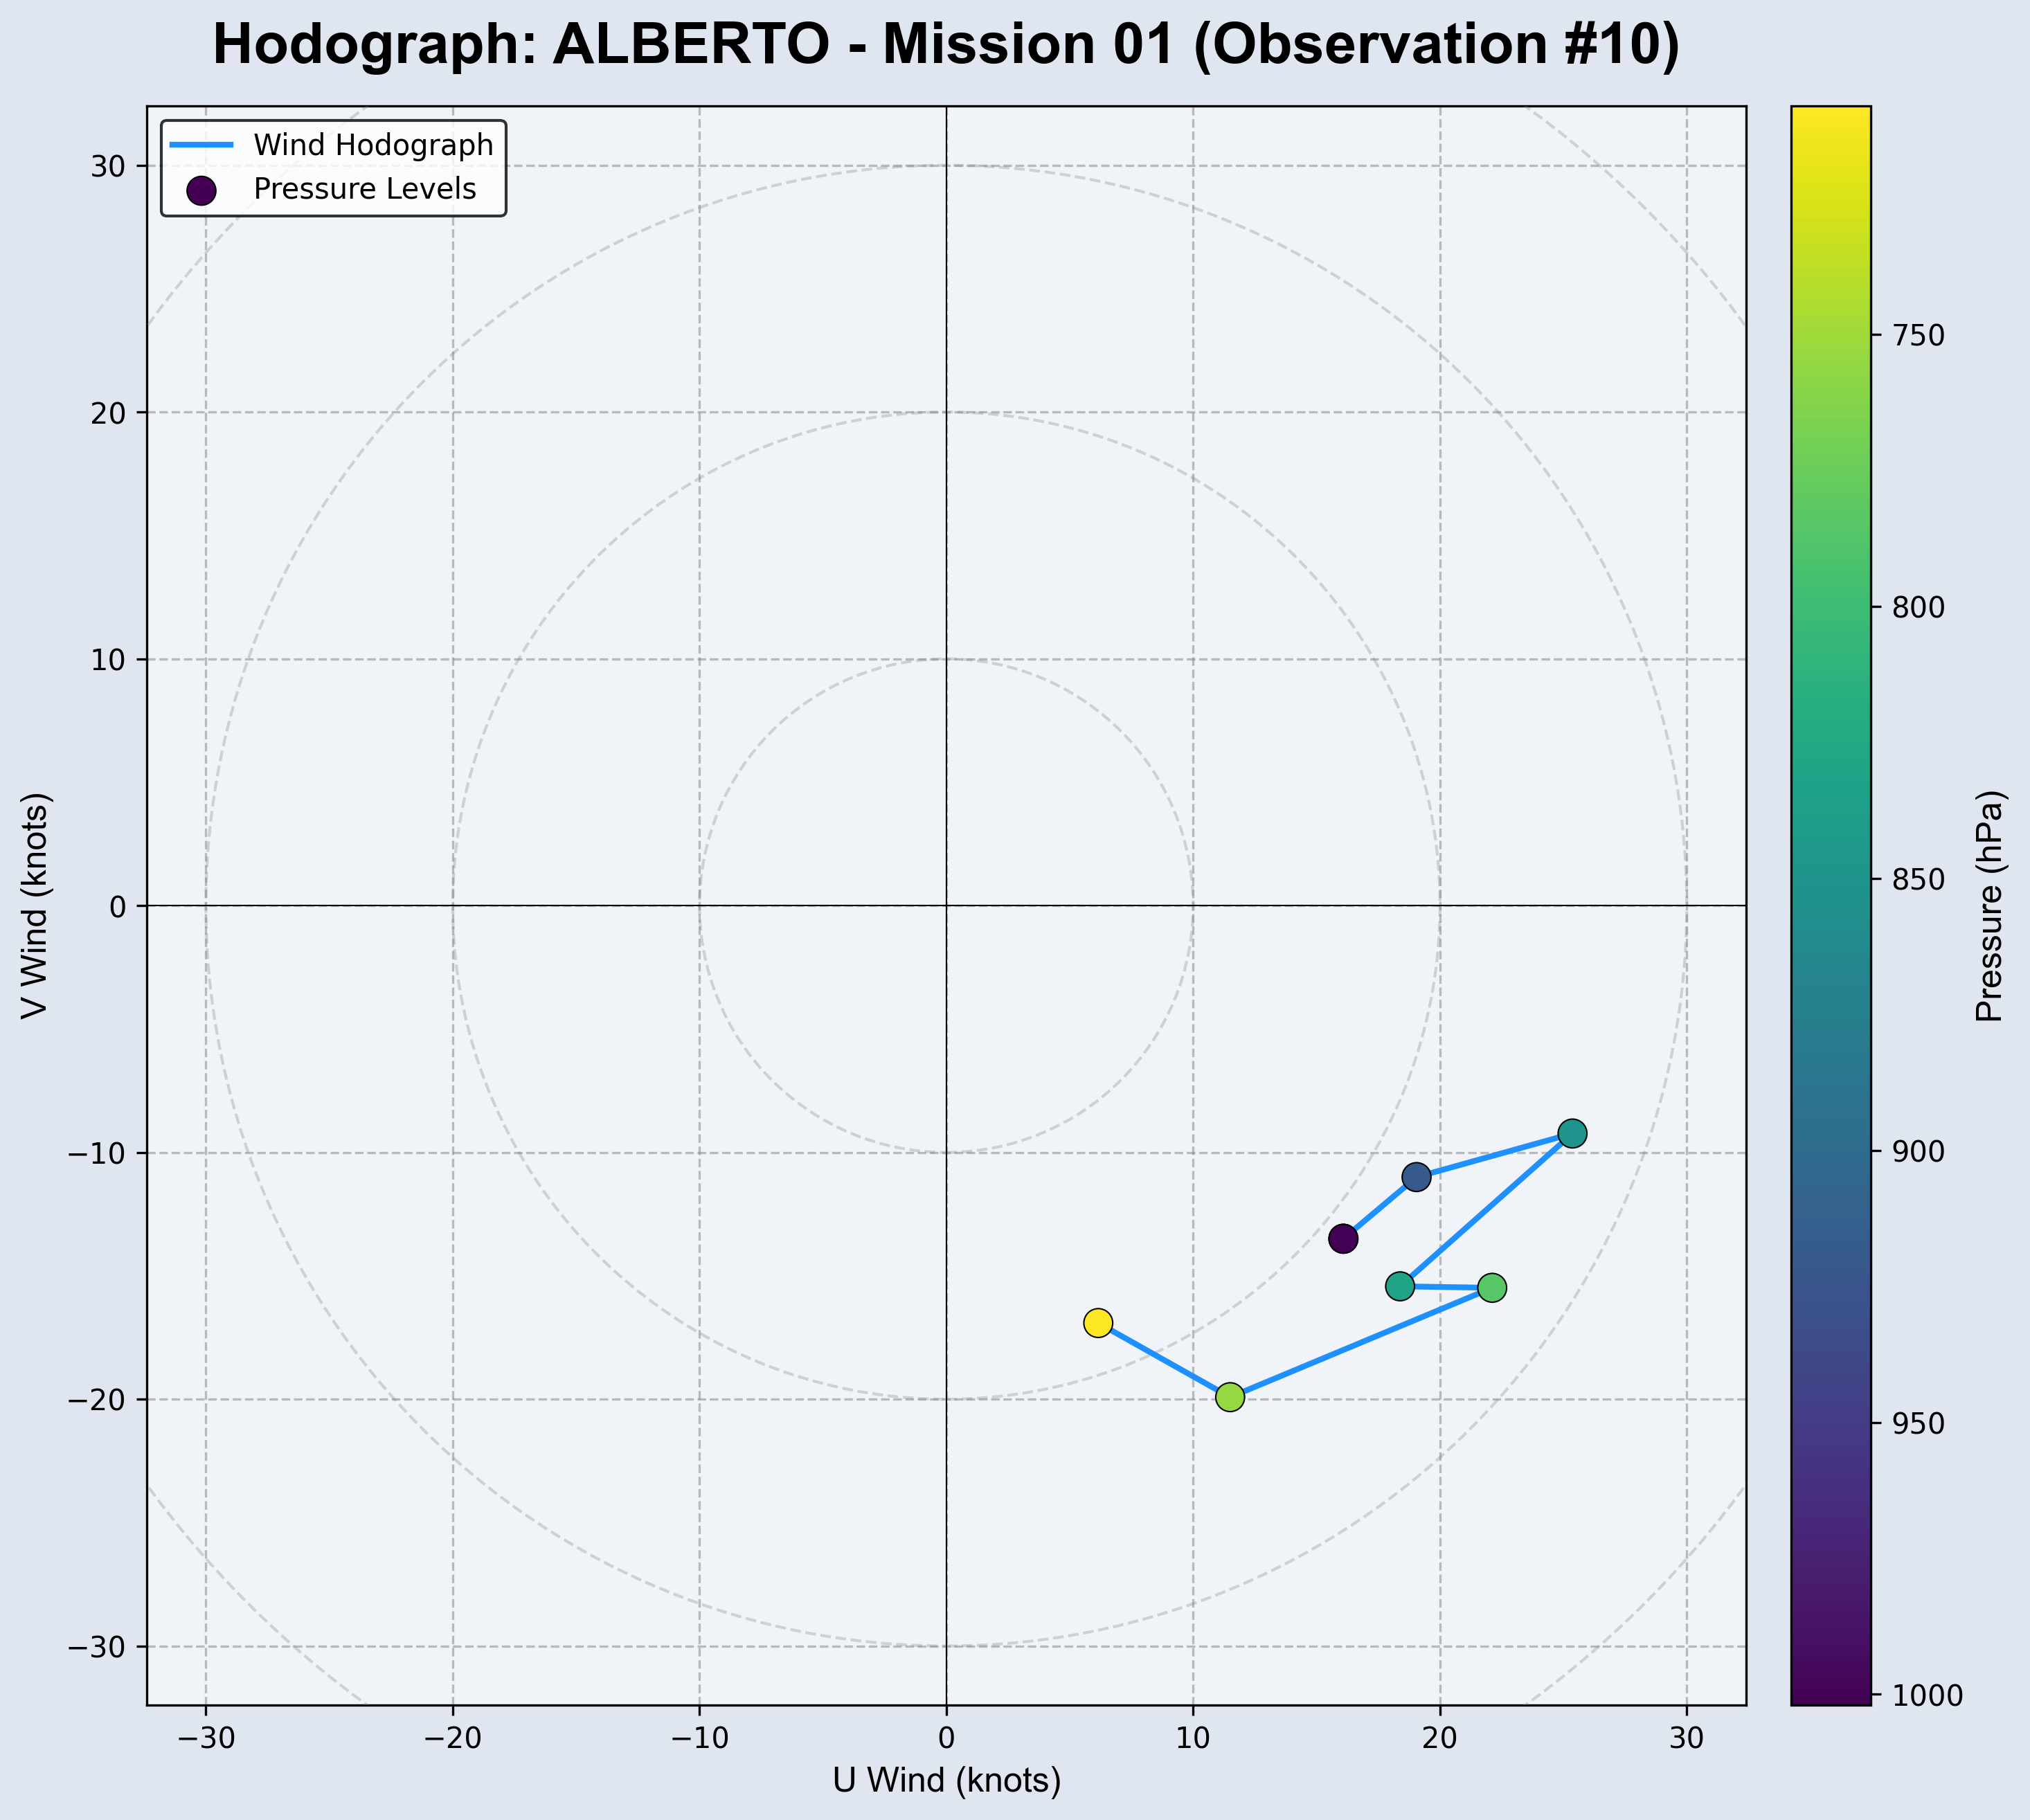 Hodograph: ALBERTO - Mission 01 (Observation #10)
Wind Hodograph
Pressure Levels
30
20
10
0
−10
−20
−30
V Wind (knots)
−30 −20 −10 0 10 20 30
U Wind (knots)
750
800
850
900
950
1000
Pressure (hPa)